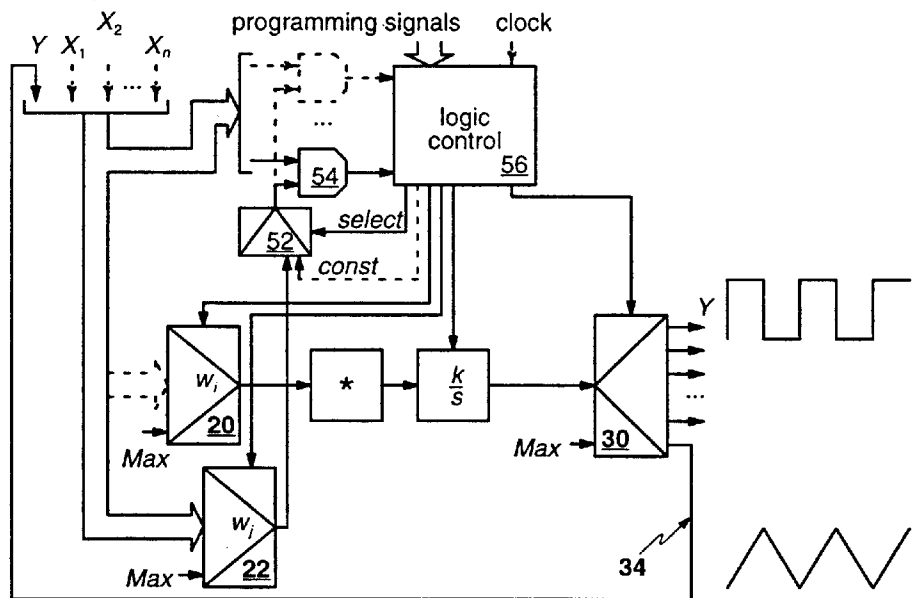 programming signals
clock
Y X₁ X₂ ... Xₙ
...
logic control
56
54
52
select
const
wᵢ
20
Max
*
k/s
Y
...
30
Max
wⱼ
22
Max
34